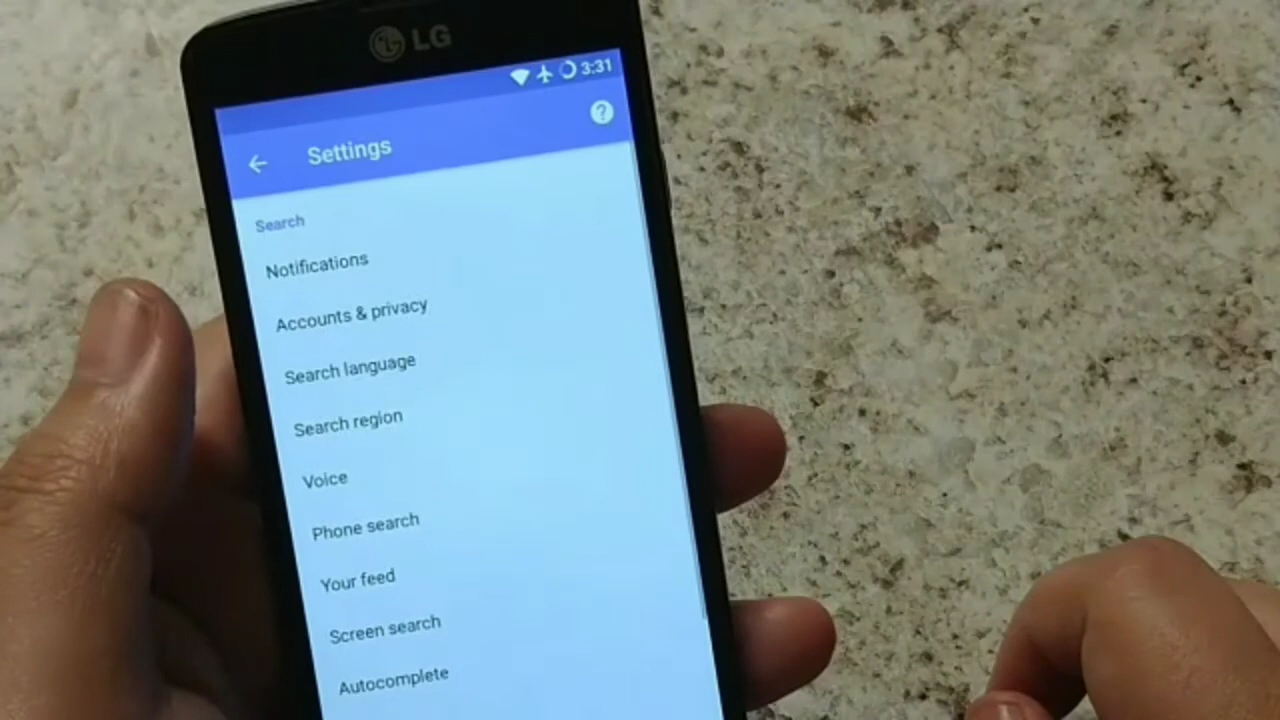 LG
3:31
Settings
Search
Notifications
Accounts & privacy
Search language
Search region
Voice
Phone search
Your feed
Screen search
Autocomplete